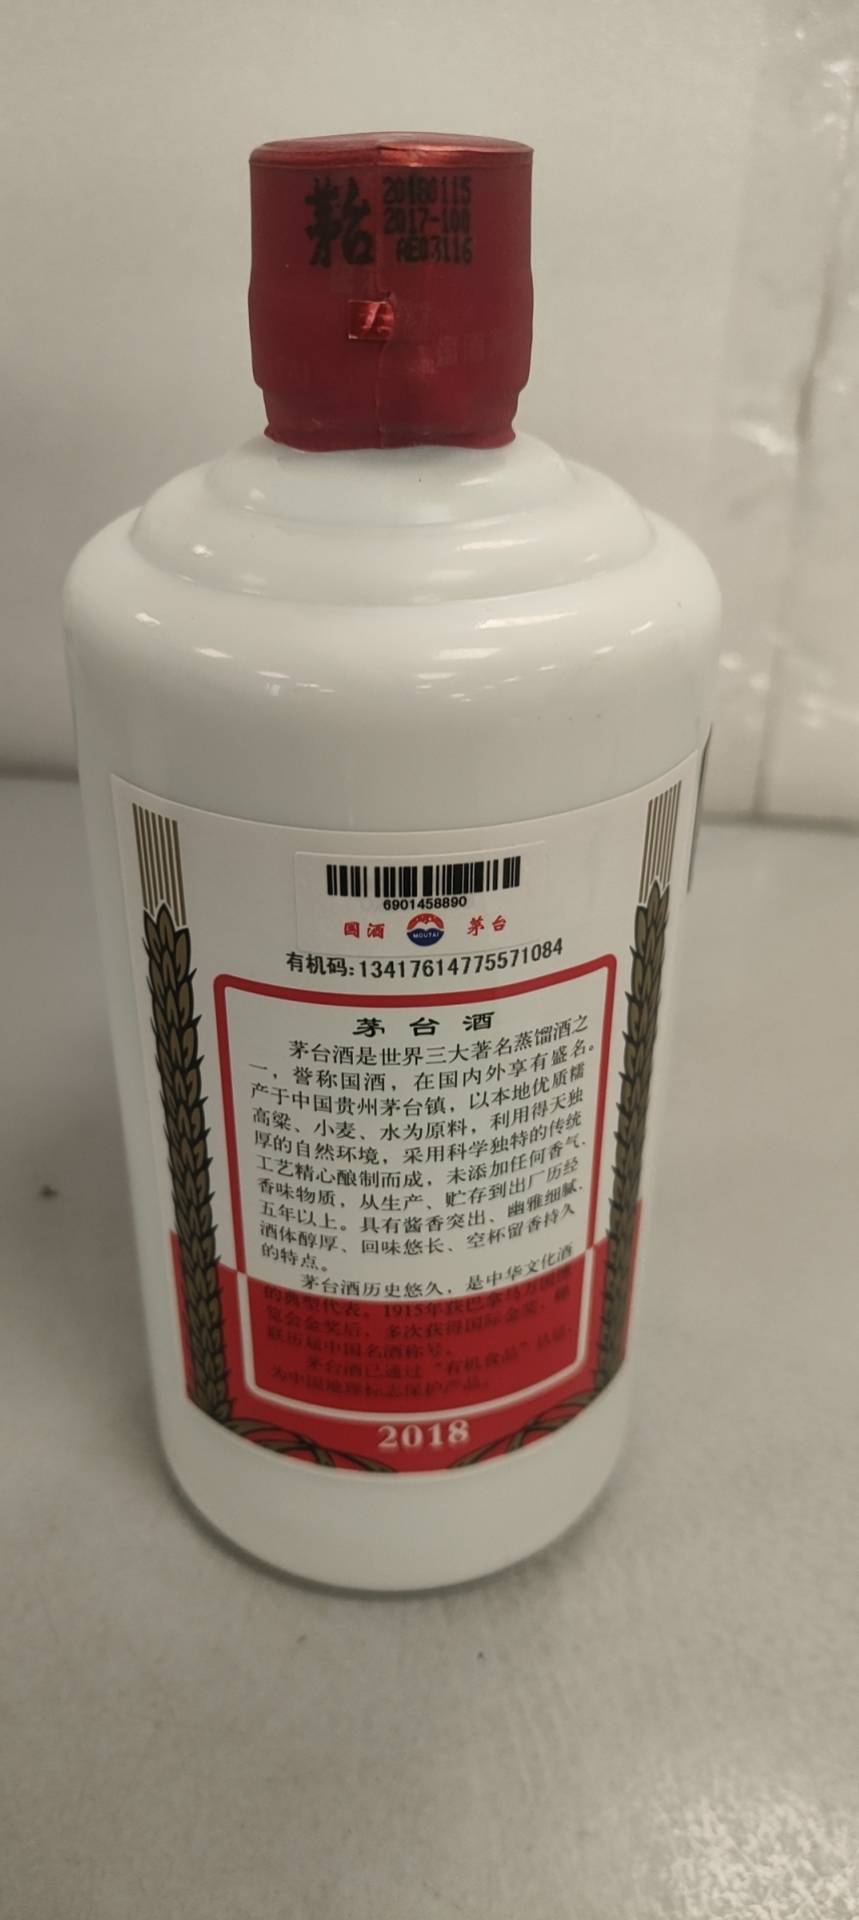 茅台
20180115
2017-100
AE03116
6901458890
国酒 MOUTAI 茅台
有机码:13417614775571084
茅台酒
茅台酒是世界三大著名蒸馏酒之
一，誉称国酒，在国内外享有盛名。
产于中国贵州茅台镇，以本地优质糯
高粱、小麦、水为原料，利用得天独
厚的自然环境，采用科学独特的传统
工艺精心酿制而成，未添加任何香气、
香味物质，从生产、贮存到出厂历经
五年以上。具有酱香突出、幽雅细腻、
酒体醇厚、回味悠长、空杯留香持久
的特点。
茅台酒历史悠久，是中华文化酒
的典型代表。1915年获巴拿马万国博
览会金奖后，多次获得国际金奖，蝉
联历届中国名酒称号。
茅台酒已通过“有机食品”认证，
为中国地理标志保护产品。
2018